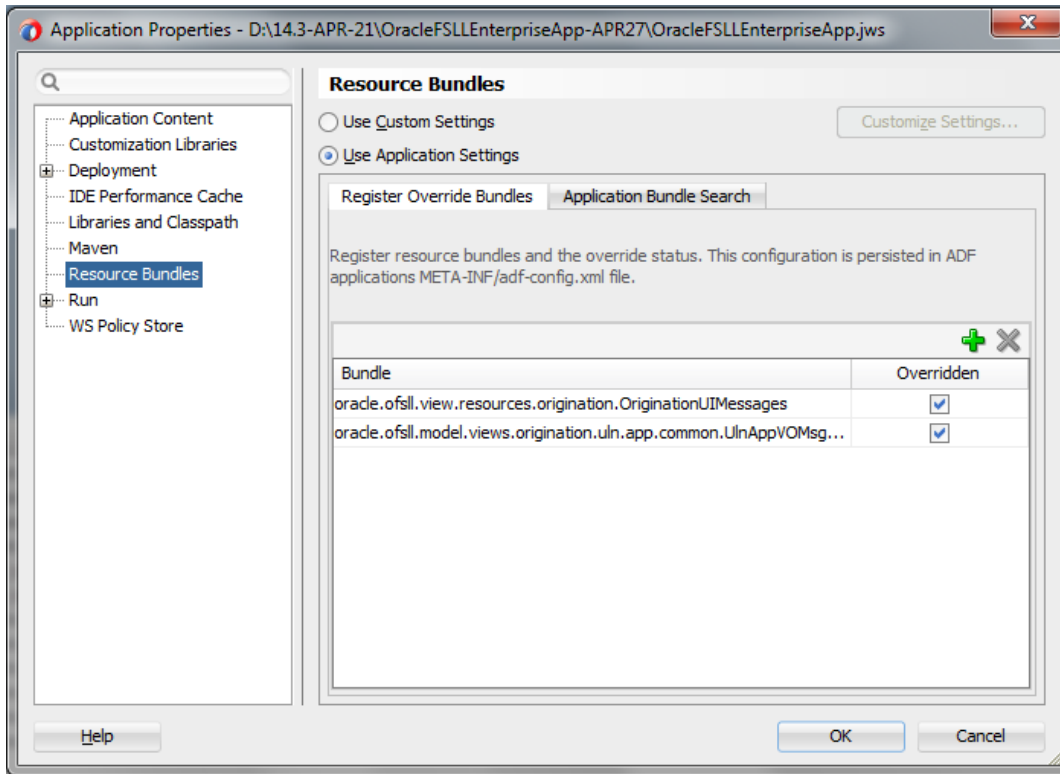 Application Properties - D:\14.3-APR-21\OracleFSLLEnterpriseApp-APR27\OracleFSLLEnterpriseApp.jws
Application Content
Customization Libraries
Deployment
IDE Performance Cache
Libraries and Classpath
Maven
Resource Bundles
Run
WS Policy Store
Resource Bundles
Use Custom Settings
Customize Settings...
Use Application Settings
Register Override Bundles
Application Bundle Search
Register resource bundles and the override status. This configuration is persisted in ADF
applications META-INF/adf-config.xml file.
Bundle
Overridden
oracle.ofsll.view.resources.origination.OriginationUIMessages
oracle.ofsll.model.views.origination.uln.app.common.UlnAppVOMsg...
Help
OK
Cancel